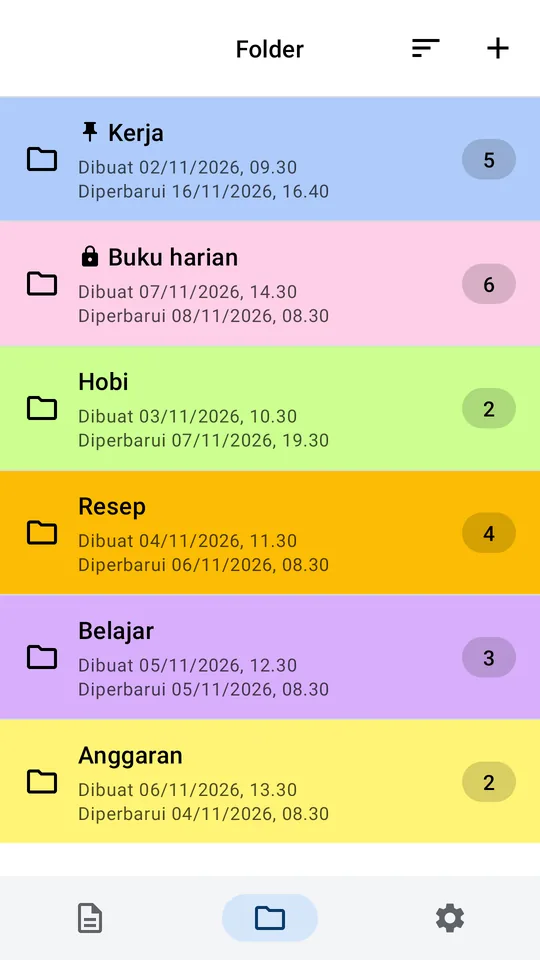 Folder
Kerja
Dibuat 02/11/2026, 09.30
Diperbarui 16/11/2026, 16.40
5
Buku harian
Dibuat 07/11/2026, 14.30
Diperbarui 08/11/2026, 08.30
6
Hobi
Dibuat 03/11/2026, 10.30
Diperbarui 07/11/2026, 19.30
2
Resep
Dibuat 04/11/2026, 11.30
Diperbarui 06/11/2026, 08.30
4
Belajar
Dibuat 05/11/2026, 12.30
Diperbarui 05/11/2026, 08.30
3
Anggaran
Dibuat 06/11/2026, 13.30
Diperbarui 04/11/2026, 08.30
2